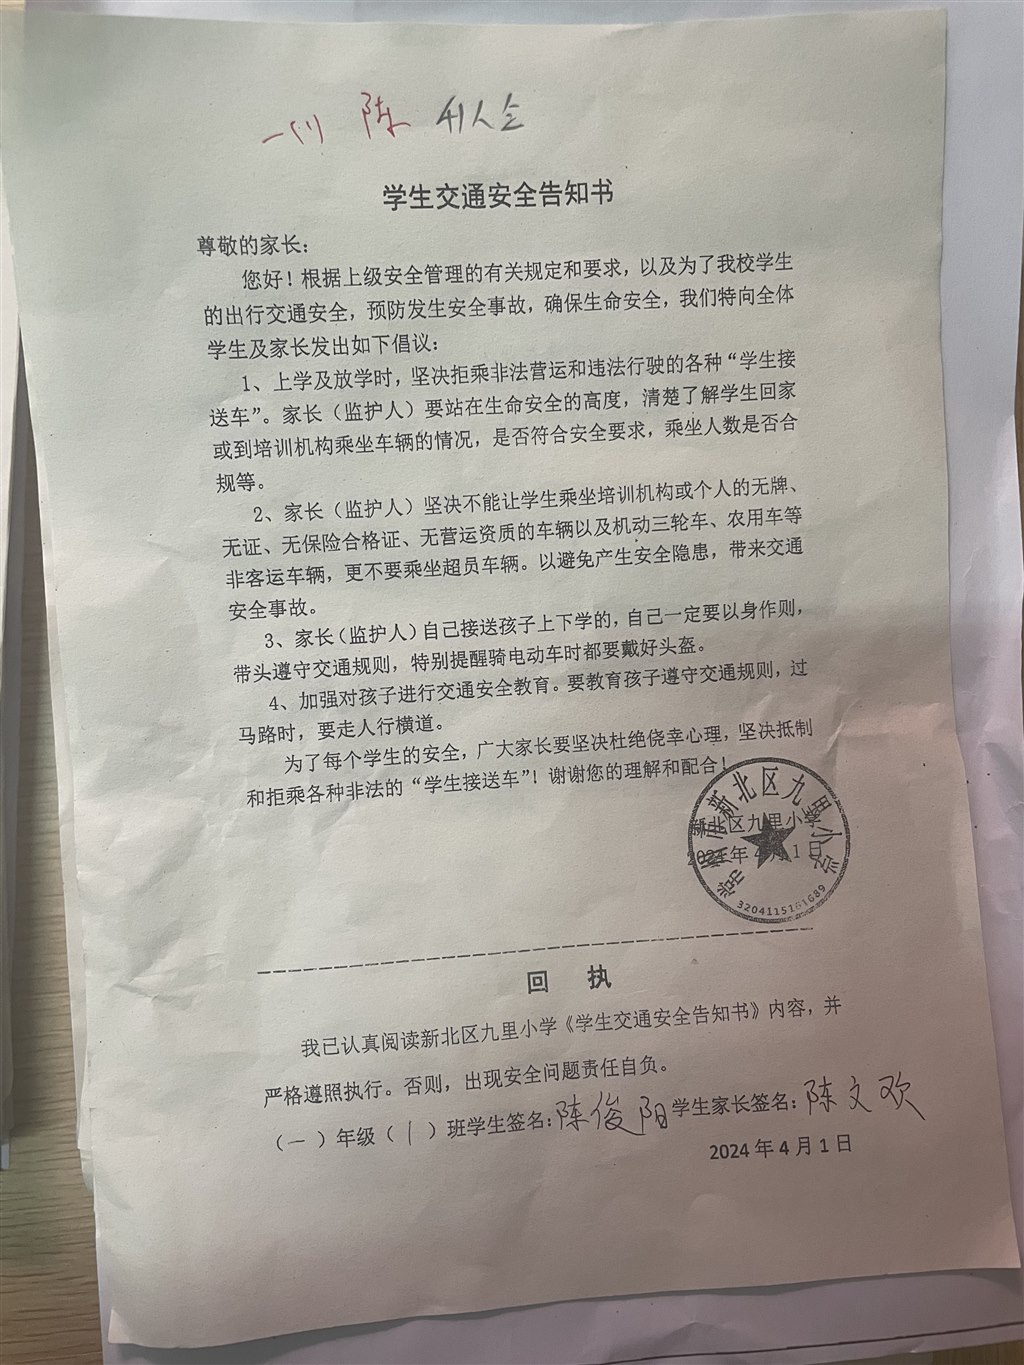 一(1) 陈 41人全
学生交通安全告知书
尊敬的家长：
您好！根据上级安全管理的有关规定和要求，以及为了我校学生
的出行交通安全，预防发生安全事故，确保生命安全，我们特向全体
学生及家长发出如下倡议：
1、上学及放学时，坚决拒乘非法营运和违法行驶的各种“学生接
送车”。家长（监护人）要站在生命安全的高度，清楚了解学生回家
或到培训机构乘坐车辆的情况，是否符合安全要求，乘坐人数是否合
规等。
2、家长（监护人）坚决不能让学生乘坐培训机构或个人的无牌、
无证、无保险合格证、无营运资质的车辆以及机动三轮车、农用车等
非客运车辆，更不要乘坐超员车辆。以避免产生安全隐患，带来交通
安全事故。
3、家长（监护人）自己接送孩子上下学的，自己一定要以身作则，
带头遵守交通规则，特别提醒骑电动车时都要戴好头盔。
4、加强对孩子进行交通安全教育。要教育孩子遵守交通规则，过
马路时，要走人行横道。
为了每个学生的安全，广大家长要坚决杜绝侥幸心理，坚决抵制
和拒乘各种非法的“学生接送车”！谢谢您的理解和配合！
新北区九里小学
2024年4月1日
常州市新北区九里小学
3204115161689
回 执
我已认真阅读新北区九里小学《学生交通安全告知书》内容，并
严格遵照执行。否则，出现安全问题责任自负。
（一）年级（1）班学生签名：陈俊阳学生家长签名：陈文欢
2024年4月1日